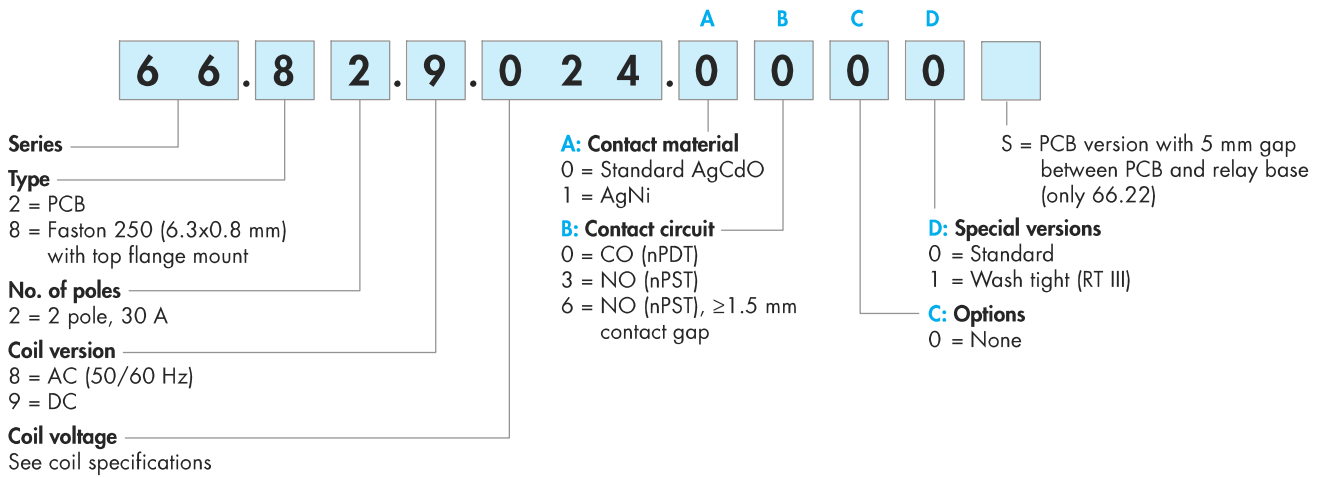 A B C D
6 6 . 8 2 . 9 . 0 2 4 . 0 0 0 0
Series
Type
2 = PCB
8 = Faston 250 (6.3x0.8 mm)
with top flange mount
No. of poles
2 = 2 pole, 30 A
Coil version
8 = AC (50/60 Hz)
9 = DC
Coil voltage
See coil specifications
A: Contact material
0 = Standard AgCdO
1 = AgNi
B: Contact circuit
0 = CO (nPDT)
3 = NO (nPST)
6 = NO (nPST), ≥1.5 mm
contact gap
S = PCB version with 5 mm gap
between PCB and relay base
(only 66.22)
D: Special versions
0 = Standard
1 = Wash tight (RT III)
C: Options
0 = None